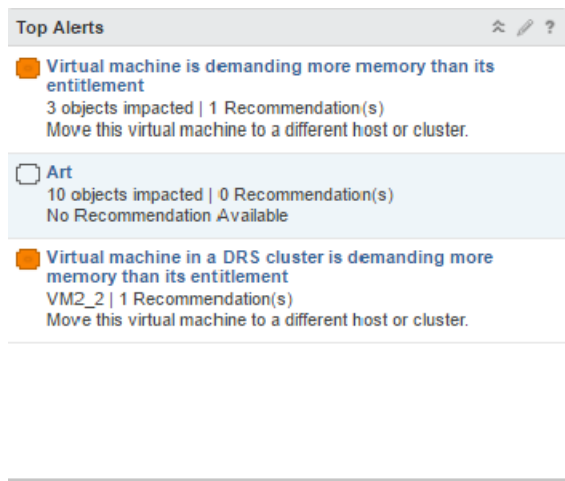 Top Alerts ?
Virtual machine is demanding more memory than its
entitlement
3 objects impacted | 1 Recommendation(s)
Move this virtual machine to a different host or cluster.
Art
10 objects impacted | 0 Recommendation(s)
No Recommendation Available
Virtual machine in a DRS cluster is demanding more
memory than its entitlement
VM2_2 | 1 Recommendation(s)
Move this virtual machine to a different host or cluster.